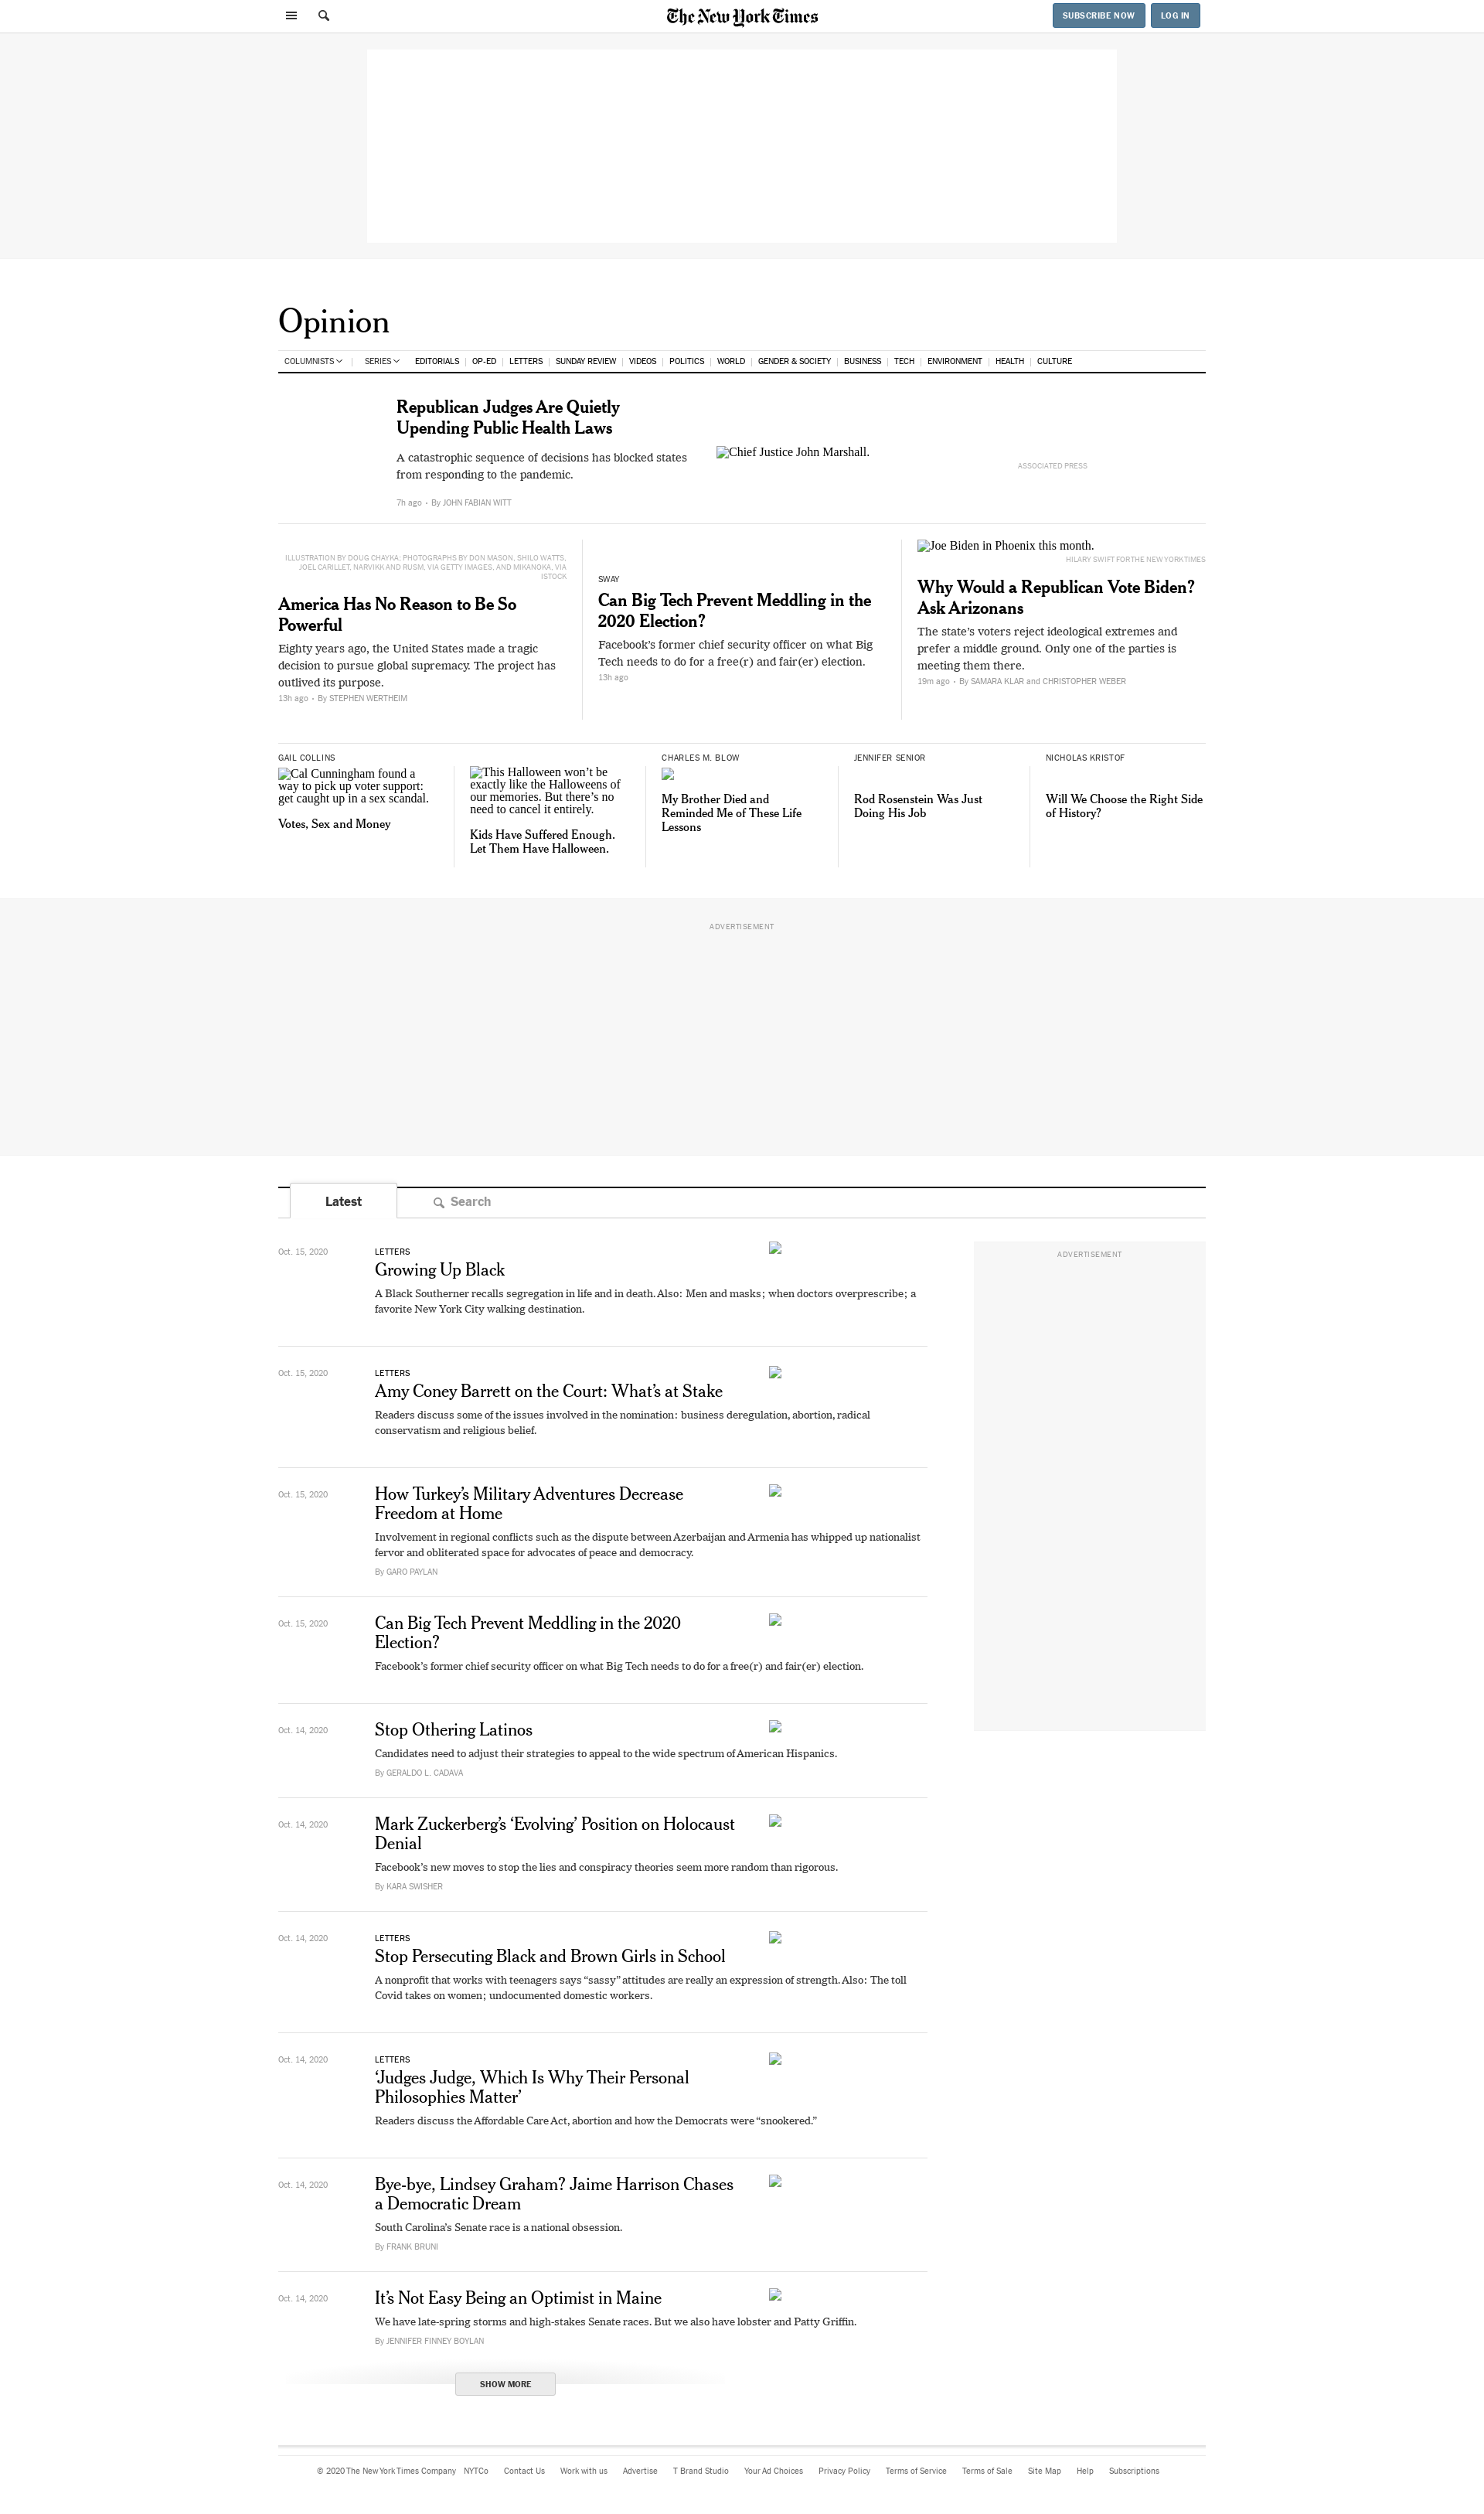 The New York Times
SUBSCRIBE NOW
LOG IN
Opinion
COLUMNISTS
SERIES
EDITORIALS
OP-ED
LETTERS
SUNDAY REVIEW
VIDEOS
POLITICS
WORLD
GENDER & SOCIETY
BUSINESS
TECH
ENVIRONMENT
HEALTH
CULTURE
Republican Judges Are Quietly
Upending Public Health Laws
A catastrophic sequence of decisions has blocked states
from responding to the pandemic.
7h ago • By JOHN FABIAN WITT
Chief Justice John Marshall.
ASSOCIATED PRESS
ILLUSTRATION BY DOUG CHAYKA; PHOTOGRAPHS BY DON MASON, SHILO WATTS,
JOEL CARILLET, NARVIKK AND RUSM, VIA GETTY IMAGES, AND MIKANOKA, VIA
ISTOCK
America Has No Reason to Be So
Powerful
Eighty years ago, the United States made a tragic
decision to pursue global supremacy. The project has
outlived its purpose.
13h ago • By STEPHEN WERTHEIM
SWAY
Can Big Tech Prevent Meddling in the
2020 Election?
Facebook’s former chief security officer on what Big
Tech needs to do for a free(r) and fair(er) election.
13h ago
Joe Biden in Phoenix this month.
HILARY SWIFT FOR THE NEW YORK TIMES
Why Would a Republican Vote Biden?
Ask Arizonans
The state’s voters reject ideological extremes and
prefer a middle ground. Only one of the parties is
meeting them there.
19m ago • By SAMARA KLAR and CHRISTOPHER WEBER
GAIL COLLINS
Cal Cunningham found a
way to pick up voter support:
get caught up in a sex scandal.
Votes, Sex and Money
This Halloween won’t be
exactly like the Halloweens of
our memories. But there’s no
need to cancel it entirely.
Kids Have Suffered Enough.
Let Them Have Halloween.
CHARLES M. BLOW
My Brother Died and
Reminded Me of These Life
Lessons
JENNIFER SENIOR
Rod Rosenstein Was Just
Doing His Job
NICHOLAS KRISTOF
Will We Choose the Right Side
of History?
ADVERTISEMENT
Latest
Search
ADVERTISEMENT
Oct. 15, 2020
LETTERS
Growing Up Black
A Black Southerner recalls segregation in life and in death. Also: Men and masks; when doctors overprescribe; a
favorite New York City walking destination.
Oct. 15, 2020
LETTERS
Amy Coney Barrett on the Court: What’s at Stake
Readers discuss some of the issues involved in the nomination: business deregulation, abortion, radical
conservatism and religious belief.
Oct. 15, 2020
How Turkey’s Military Adventures Decrease
Freedom at Home
Involvement in regional conflicts such as the dispute between Azerbaijan and Armenia has whipped up nationalist
fervor and obliterated space for advocates of peace and democracy.
By GARO PAYLAN
Oct. 15, 2020
Can Big Tech Prevent Meddling in the 2020
Election?
Facebook’s former chief security officer on what Big Tech needs to do for a free(r) and fair(er) election.
Oct. 14, 2020
Stop Othering Latinos
Candidates need to adjust their strategies to appeal to the wide spectrum of American Hispanics.
By GERALDO L. CADAVA
Oct. 14, 2020
Mark Zuckerberg’s ‘Evolving’ Position on Holocaust
Denial
Facebook’s new moves to stop the lies and conspiracy theories seem more random than rigorous.
By KARA SWISHER
Oct. 14, 2020
LETTERS
Stop Persecuting Black and Brown Girls in School
A nonprofit that works with teenagers says “sassy” attitudes are really an expression of strength. Also: The toll
Covid takes on women; undocumented domestic workers.
Oct. 14, 2020
LETTERS
‘Judges Judge, Which Is Why Their Personal
Philosophies Matter’
Readers discuss the Affordable Care Act, abortion and how the Democrats were “snookered.”
Oct. 14, 2020
Bye-bye, Lindsey Graham? Jaime Harrison Chases
a Democratic Dream
South Carolina’s Senate race is a national obsession.
By FRANK BRUNI
Oct. 14, 2020
It’s Not Easy Being an Optimist in Maine
We have late-spring storms and high-stakes Senate races. But we also have lobster and Patty Griffin.
By JENNIFER FINNEY BOYLAN
SHOW MORE
© 2020 The New York Times Company
NYTCo
Contact Us
Work with us
Advertise
T Brand Studio
Your Ad Choices
Privacy Policy
Terms of Service
Terms of Sale
Site Map
Help
Subscriptions